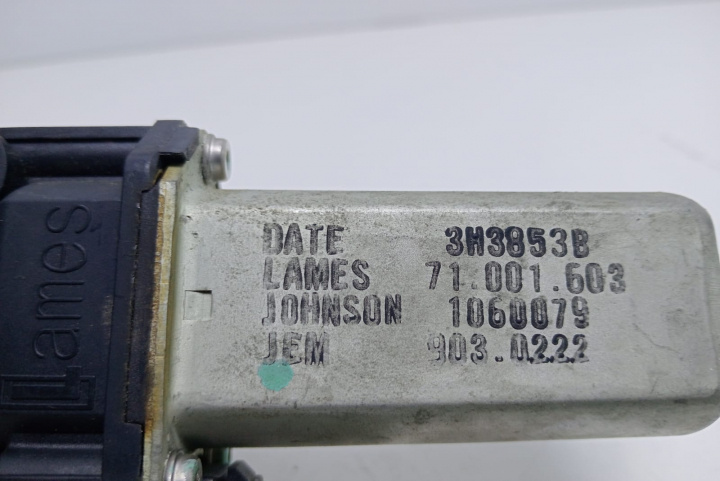 Lames
DATE 3H3853B
LAMES 71.001.603
JOHNSON 1060079
JEM 903.0222